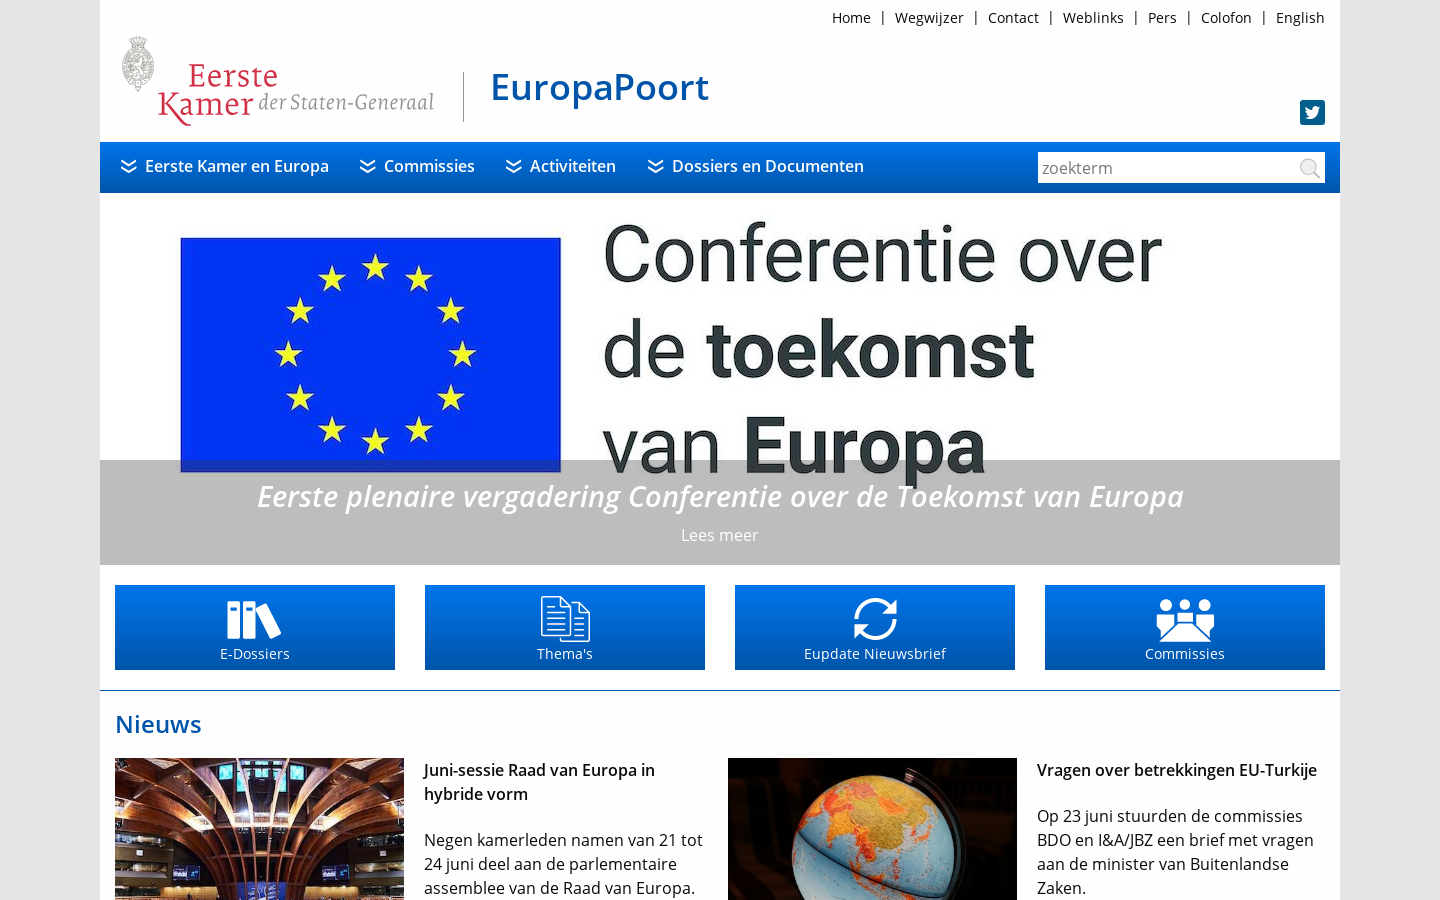 Home | Wegwijzer | Contact | Weblinks | Pers | Colofon | English
Eerste
Kamer der Staten-Generaal
EuropaPoort
Eerste Kamer en Europa
Commissies
Activiteiten
Dossiers en Documenten
zoekterm
Conferentie over
de toekomst
van Europa
Eerste plenaire vergadering Conferentie over de Toekomst van Europa
Lees meer
E-Dossiers
Thema's
Eupdate Nieuwsbrief
Commissies
Nieuws
Juni-sessie Raad van Europa in
hybride vorm
Negen kamerleden namen van 21 tot
24 juni deel aan de parlementaire
assemblee van de Raad van Europa.
Vragen over betrekkingen EU-Turkije
Op 23 juni stuurden de commissies
BDO en I&A/JBZ een brief met vragen
aan de minister van Buitenlandse
Zaken.